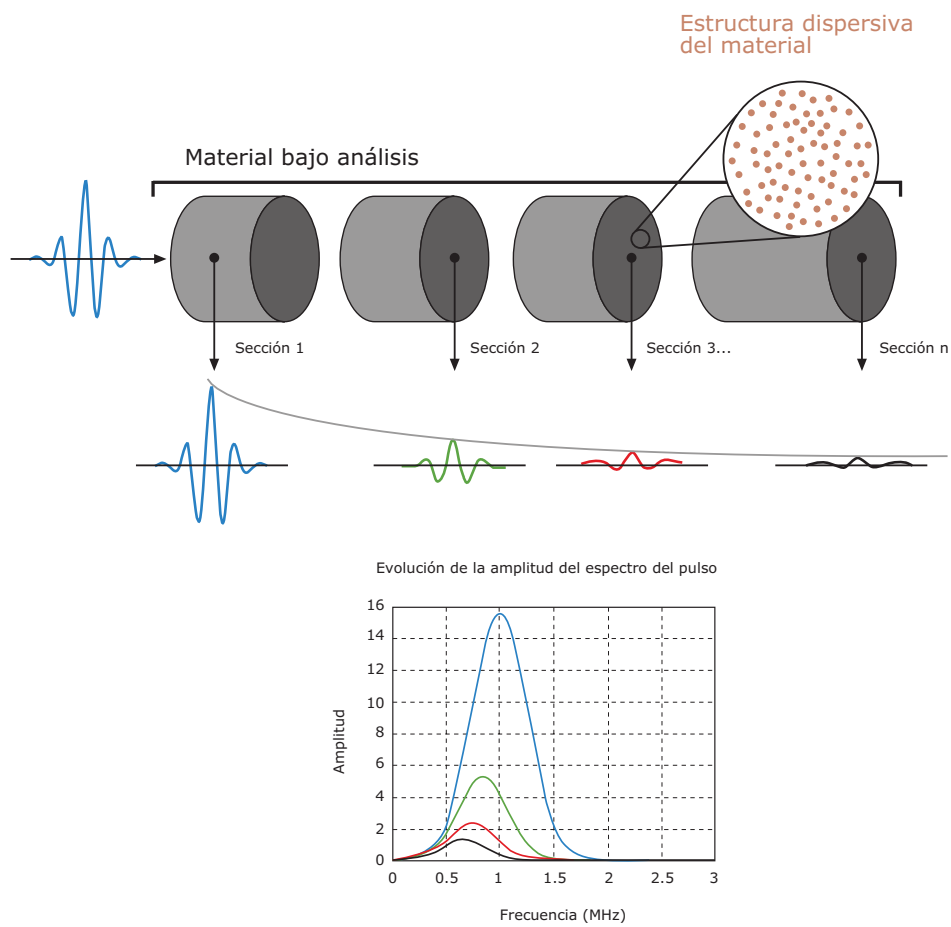 Estructura dispersiva
del material
Material bajo análisis
Sección 1
Sección 2
Sección 3...
Sección n
Evolución de la amplitud del espectro del pulso
16
14
12
10
8
6
4
2
0
Amplitud
0 0.5 1 1.5 2 2.5 3
Frecuencia (MHz)